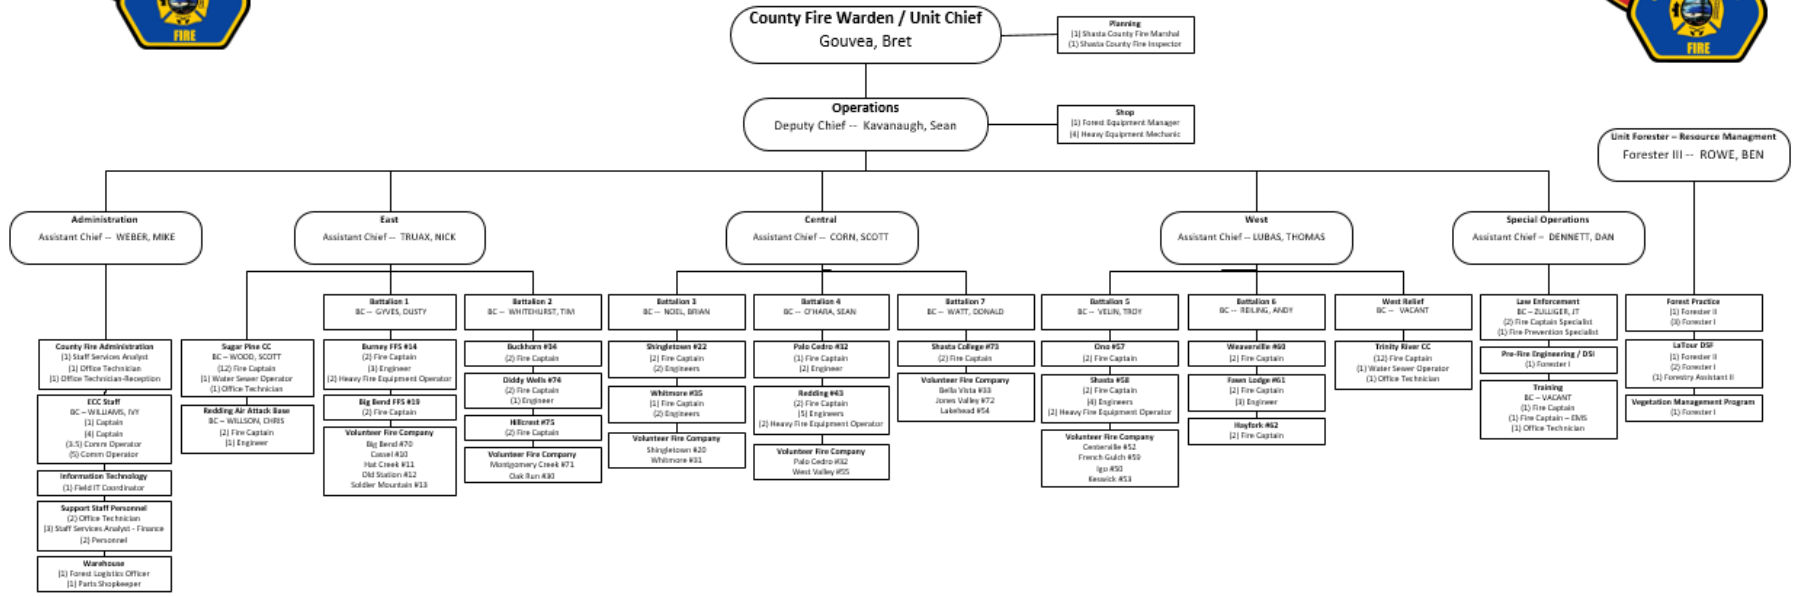 FIRE
FIRE
County Fire Warden / Unit Chief
Gouvea, Bret
Planning
(1) Shasta County Fire Marshal
(1) Shasta County Fire Inspector
Operations
Deputy Chief -- Kavanaugh, Sean
Shop
(1) Forest Equipment Manager
(4) Heavy Equipment Mechanic
Unit Forester – Resource Managment
Forester III -- ROWE, BEN
Administration
Assistant Chief -- WEBER, MIKE
East
Assistant Chief -- TRUAX, NICK
Central
Assistant Chief -- CORN, SCOTT
West
Assistant Chief -- LUBAS, THOMAS
Special Operations
Assistant Chief – DENNETT, DAN
County Fire Administration
(1) Staff Services Analyst
(1) Office Technician
(1) Office Technician-Reception
ECC Staff
BC – WILLIAMS, IVY
(1) Captain
(4) Captain
(3.5) Comm Operator
(5) Comm Operator
Information Technology
(1) Field IT Coordinator
Support Staff Personnel
(2) Office Technician
(3) Staff Services Analyst - Finance
(2) Personnel
Warehouse
(1) Forest Logistics Officer
(1) Parts Shopkeeper
Sugar Pine CC
BC – WOOD, SCOTT
(12) Fire Captain
(1) Water Sewer Operator
(1) Office Technician
Redding Air Attack Base
BC – WILLSON, CHRIS
(2) Fire Captain
(1) Engineer
Battalion 1
BC -- GYVES, DUSTY
Burney FFS #14
(2) Fire Captain
(3) Engineer
(2) Heavy Fire Equipment Operator
Big Bend FFS #19
(2) Fire Captain
Volunteer Fire Company
Big Bend #70
Cassel #10
Hat Creek #11
Old Station #12
Soldier Mountain #13
Battalion 2
BC -- WHITEHURST, TIM
Buckhorn #34
(2) Fire Captain
Diddy Wells #74
(2) Fire Captain
(1) Engineer
Hillcrest #75
(2) Fire Captain
Volunteer Fire Company
Montgomery Creek #71
Oak Run #30
Battalion 3
BC -- NOEL, BRIAN
Shingletown #22
(2) Fire Captain
(2) Engineers
Whitmore #35
(1) Fire Captain
(2) Engineers
Volunteer Fire Company
Shingletown #20
Whitmore #31
Battalion 4
BC -- O'HARA, SEAN
Palo Cedro #32
(1) Fire Captain
(2) Engineer
Redding #43
(2) Fire Captain
(5) Engineers
(2) Heavy Fire Equipment Operator
Volunteer Fire Company
Palo Cedro #32
West Valley #55
Battalion 7
BC -- WATT, DONALD
Shasta College #73
(2) Fire Captain
Volunteer Fire Company
Bella Vista #33
Jones Valley #72
Lakehead #54
Battalion 5
BC -- VELIN, TROY
Ono #57
(2) Fire Captain
Shasta #58
(2) Fire Captain
(4) Engineers
(2) Heavy Fire Equipment Operator
Volunteer Fire Company
Centerville #52
French Gulch #59
Igo #50
Keswick #53
Battalion 6
BC -- REILING, ANDY
Weaverville #60
(2) Fire Captain
Fawn Lodge #61
(2) Fire Captain
(3) Engineer
Hayfork #62
(2) Fire Captain
West Relief
BC -- VACANT
Trinity River CC
(12) Fire Captain
(1) Water Sewer Operator
(1) Office Technician
Law Enforcement
BC – ZULLIGER, JT
(2) Fire Captain Specialist
(1) Fire Prevention Specialist
Pre-Fire Engineering / DSI
(1) Forester I
Training
BC – VACANT
(1) Fire Captain
(1) Fire Captain – EMS
(1) Office Technician
Forest Practice
(1) Forester II
(3) Forester I
LaTour DSF
(1) Forester II
(2) Forester I
(1) Forestry Assistant II
Vegetation Management Program
(1) Forester I